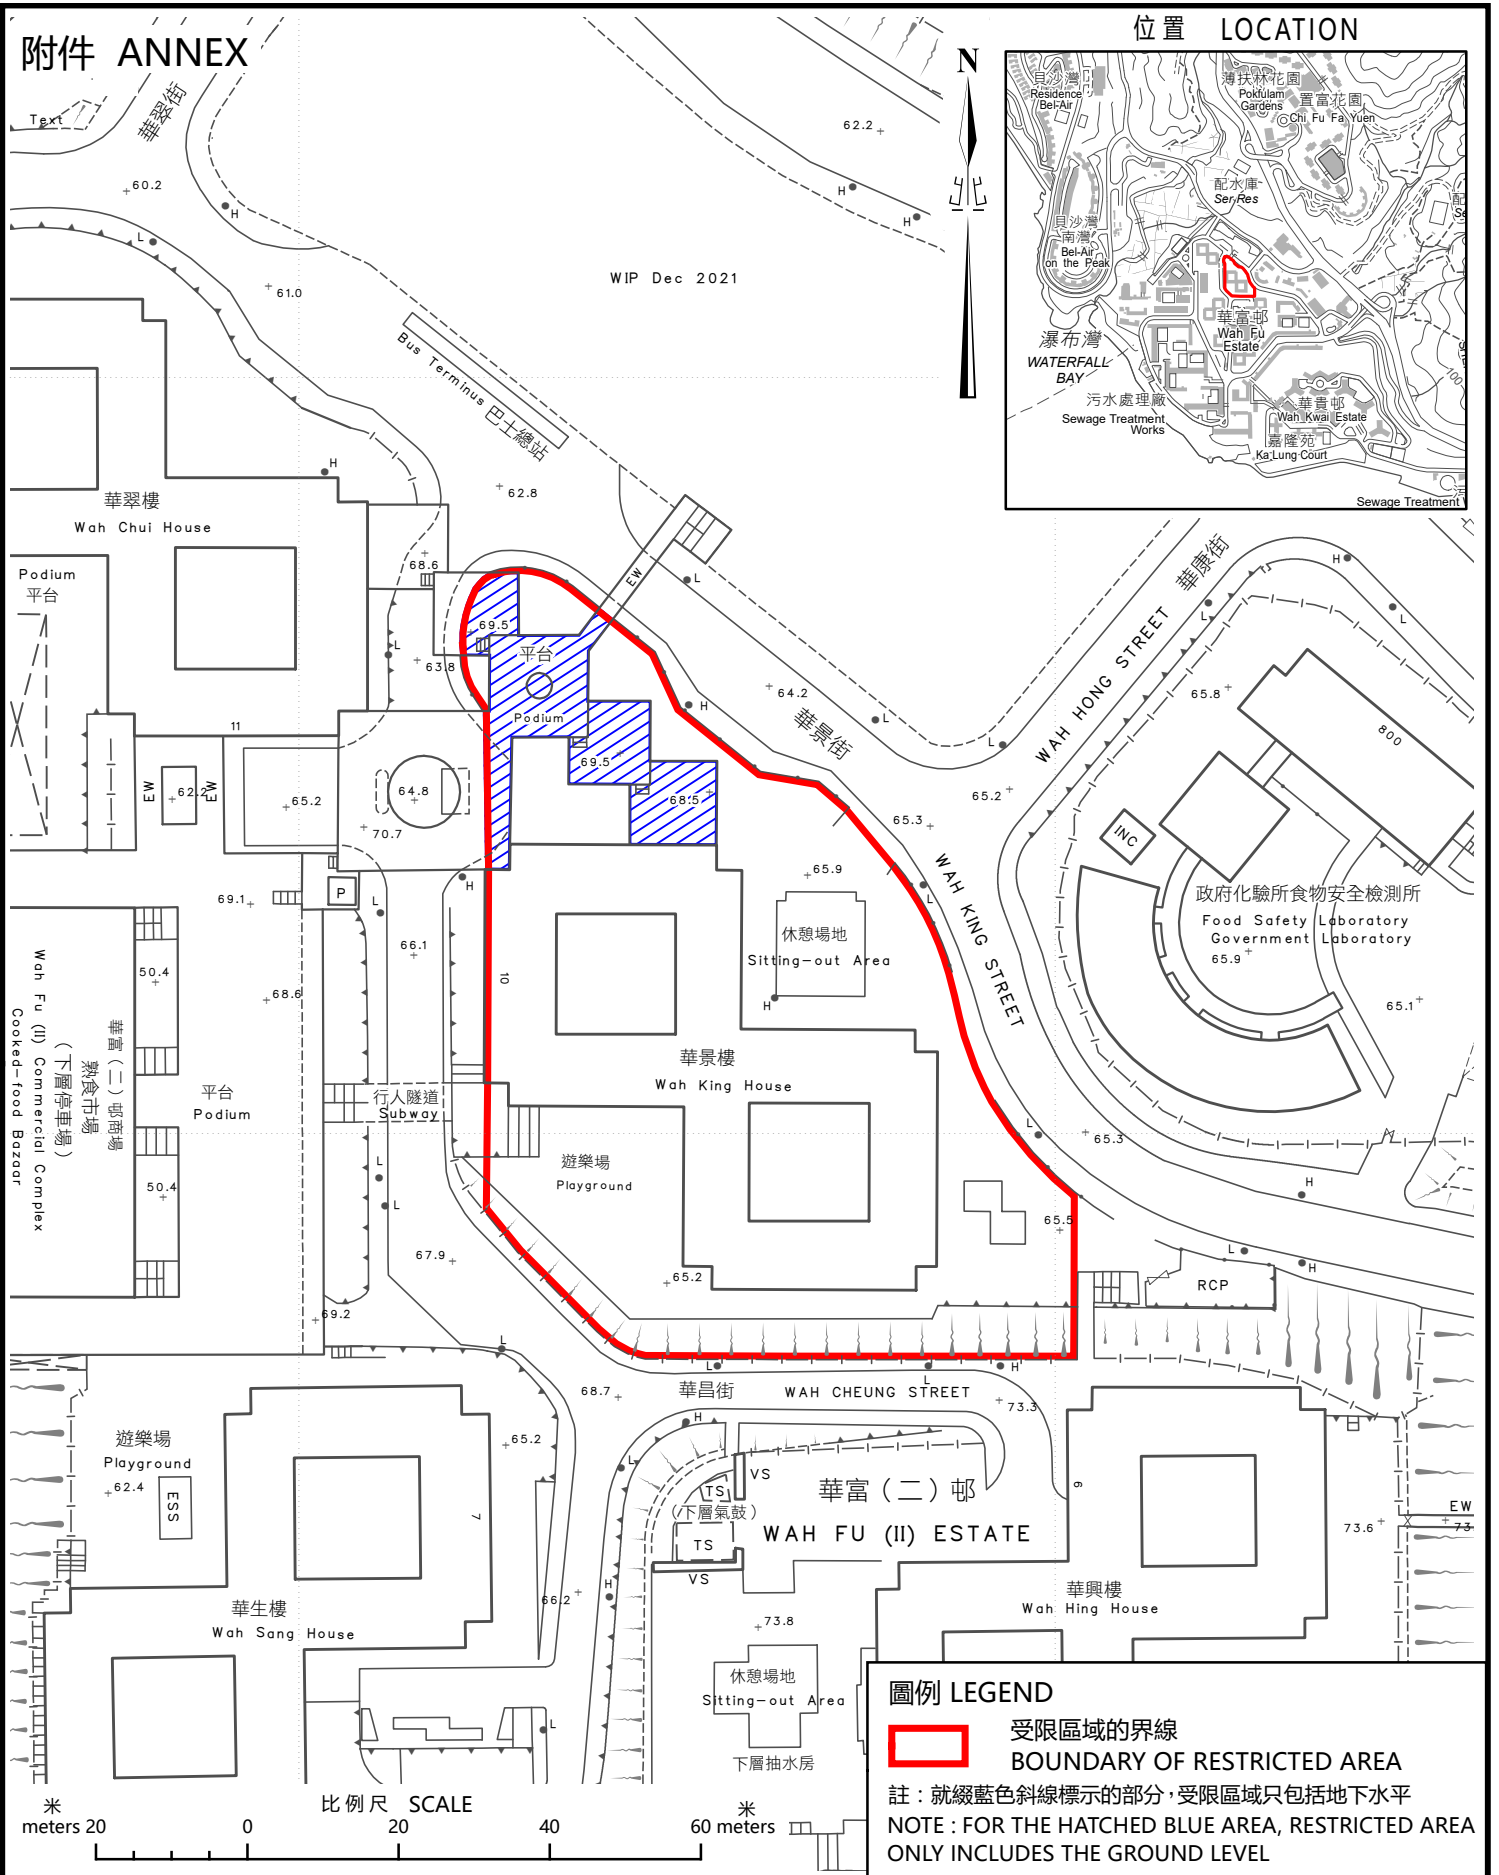 附件 ANNEX
位置 LOCATION
N
貝沙灣
Residence
Bel-Air
薄扶林花園
Pokfulam
Gardens
置富花園
Chi Fu Fa Yuen
配水庫
Ser Res
貝沙灣
南灣
Bel-Air
on the Peak
華富邨
Wah Fu
Estate
瀑布灣
WATERFALL
BAY
污水處理廠
Sewage Treatment
Works
華貴邨
Wah Kwai Estate
嘉隆苑
Ka Lung Court
100
Sewage Treatment
Text
華翠街
60.2
H
L
61.0
62.2
H
H
WIP Dec 2021
Bus Terminus 巴士總站
62.8
H
華翠樓
Wah Chui House
Podium
平台
68.6
EW
L
69.5
平台
63.8
L
Podium
64.2
H
華景街
L
L
華康街
WAH HONG STREET
H
L
L
65.8
800
11
EW
62.2
EW
65.2
64.8
70.7
69.5
68.5
65.2
65.3
65.9
INC
WAH KING STREET
L
L
政府化驗所食物安全檢測所
Food Safety Laboratory
Government Laboratory
65.9
65.1
P
69.1
L
H
66.1
休憩場地
Sitting-out Area
H
50.4
68.6
10
Wah Fu (II) Commercial Complex
Cooked-food Bazaar
華富（二）邨商場
熟食市場
（下層停車場）
華景樓
Wah King House
平台
Podium
行人隧道
Subway
L
65.3
遊樂場
Playground
50.4
L
L
65.5
H
67.9
65.2
L
H
RCP
69.2
L
L
L
H
68.7
華昌街
WAH CHEUNG STREET
73.3
遊樂場
Playground
62.4
ESS
65.2
H
L
VS
TS
（下層氣鼓）
TS
VS
華富（二）邨
WAH FU (II) ESTATE
6
7
73.6
EW
73
66.2
H
華生樓
Wah Sang House
73.8
華興樓
Wah Hing House
休憩場地
Sitting-out Area
L
下層抽水房
圖例 LEGEND
受限區域的界線
BOUNDARY OF RESTRICTED AREA
註：就綴藍色斜線標示的部分，受限區域只包括地下水平
NOTE : FOR THE HATCHED BLUE AREA, RESTRICTED AREA
ONLY INCLUDES THE GROUND LEVEL
比例尺 SCALE
米
meters 20 0 20 40 60 meters
米